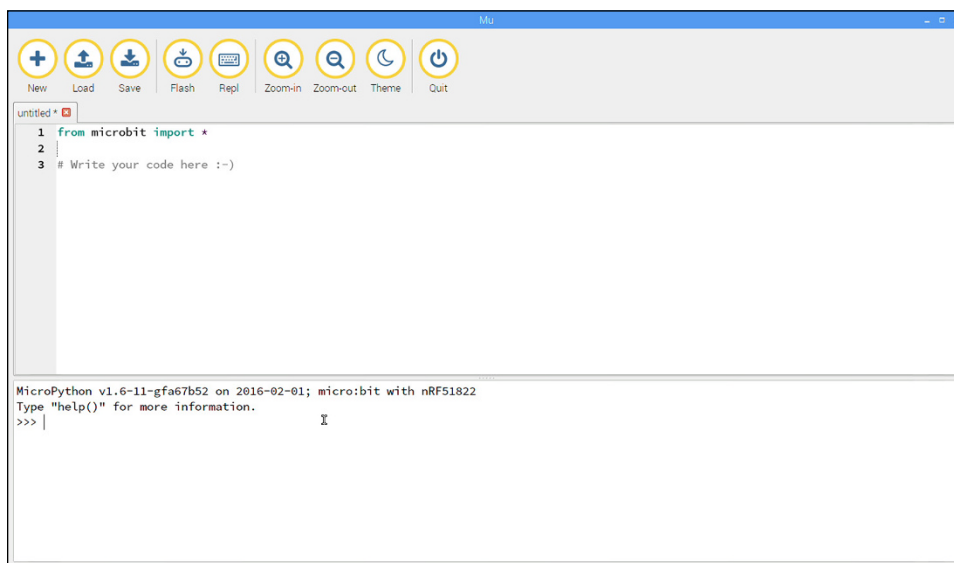 Mu
New Load Save Flash Repl Zoom-in Zoom-out Theme Quit
untitled *
1 from microbit import *
2
3 # Write your code here :-)
MicroPython v1.6-11-gfa67b52 on 2016-02-01; micro:bit with nRF51822
Type "help()" for more information.
>>>